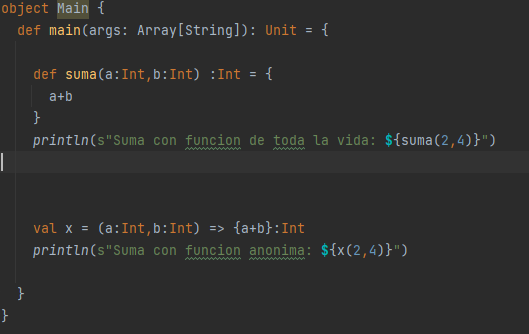 object Main {
def main(args: Array[String]): Unit = {
def suma(a:Int,b:Int) :Int = {
a+b
}
println(s"Suma con funcion de toda la vida: ${suma(2,4)}")
val x = (a:Int,b:Int) => {a+b}:Int
println(s"Suma con funcion anonima: ${x(2,4)}")
}
}